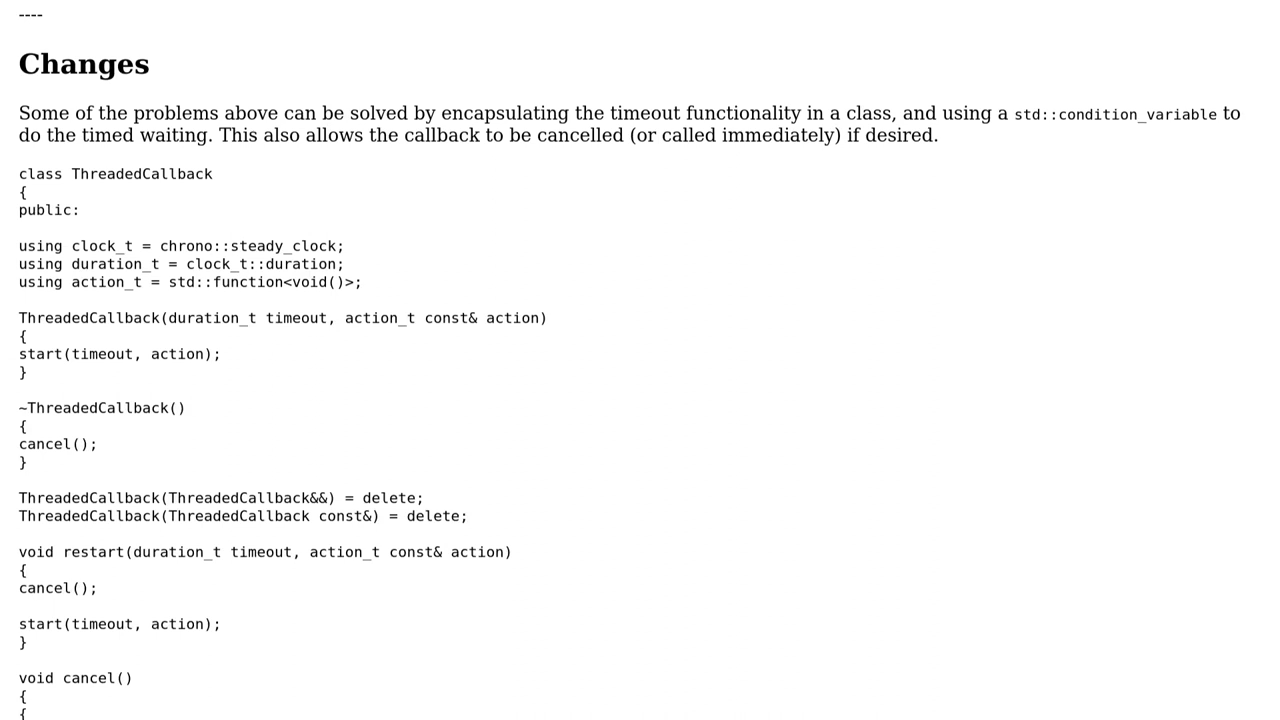 ----
Changes
Some of the problems above can be solved by encapsulating the timeout functionality in a class, and using a std::condition_variable to
do the timed waiting. This also allows the callback to be cancelled (or called immediately) if desired.
class ThreadedCallback
{
public:
using clock_t = chrono::steady_clock;
using duration_t = clock_t::duration;
using action_t = std::function<void()>;
ThreadedCallback(duration_t timeout, action_t const& action)
{
start(timeout, action);
}
~ThreadedCallback()
{
cancel();
}
ThreadedCallback(ThreadedCallback&&) = delete;
ThreadedCallback(ThreadedCallback const&) = delete;
void restart(duration_t timeout, action_t const& action)
{
cancel();
start(timeout, action);
}
void cancel()
{
{